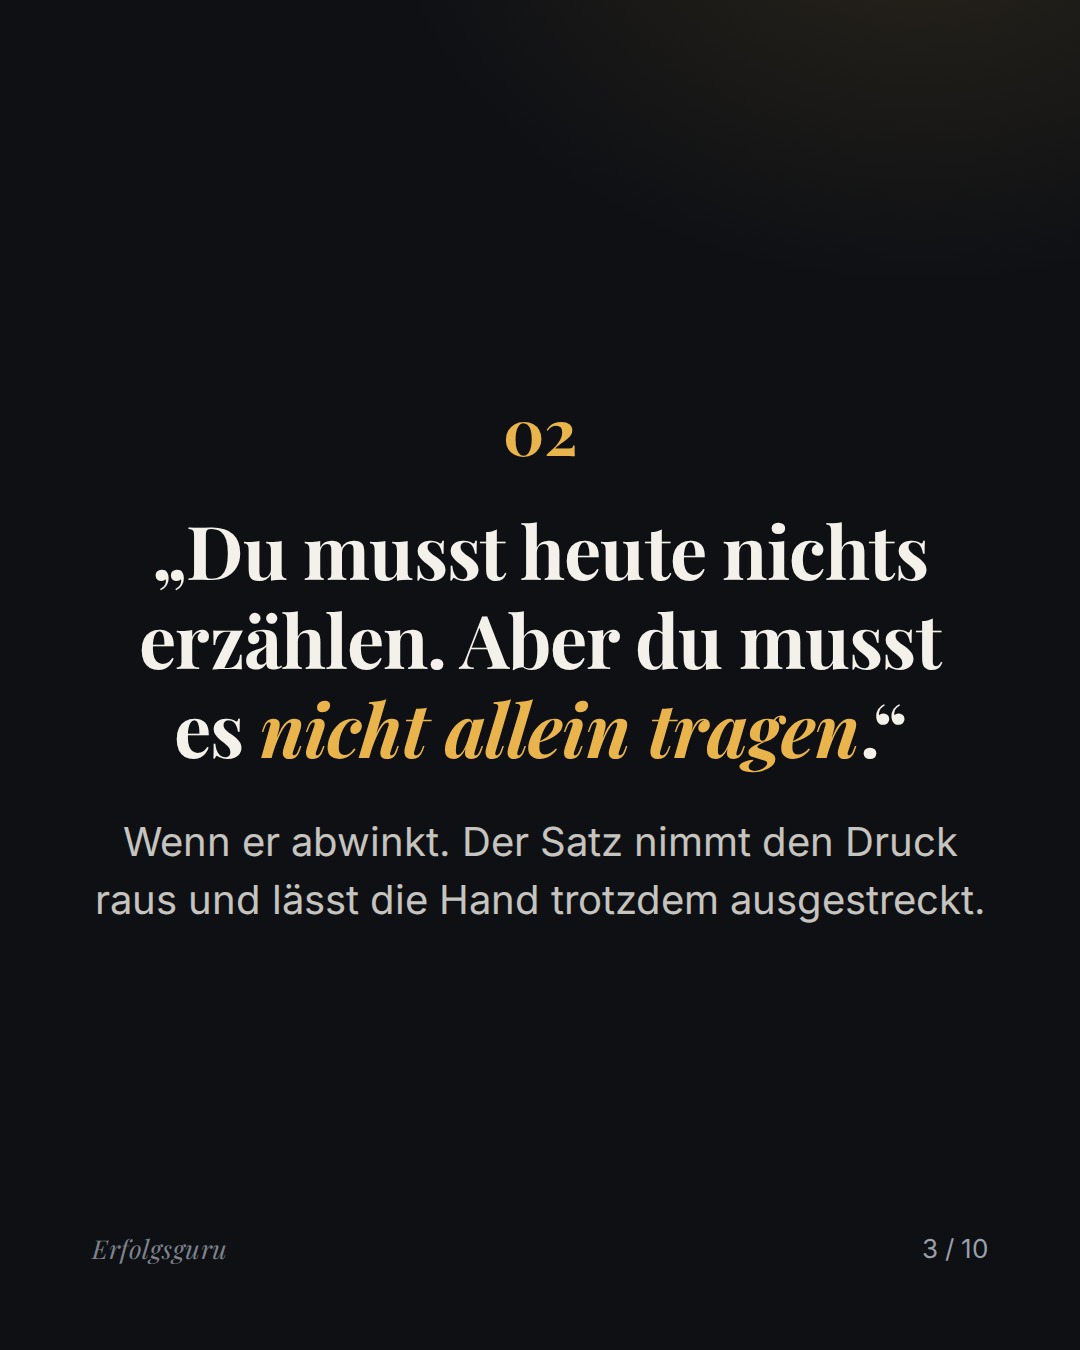 02
„Du musst heute nichts
erzählen. Aber du musst
es nicht allein tragen.“
Wenn er abwinkt. Der Satz nimmt den Druck
raus und lässt die Hand trotzdem ausgestreckt.
Erfolgsguru
3 / 10